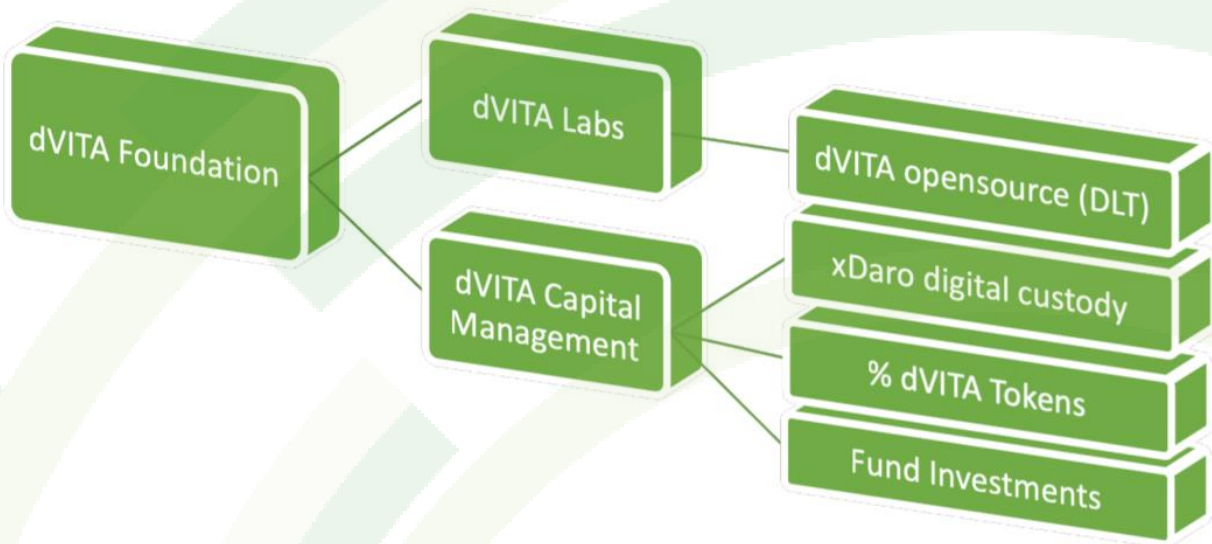 dVITA Foundation
dVITA Labs
dVITA Capital
Management
dVITA opensource (DLT)
xDaro digital custody
% dVITA Tokens
Fund Investments